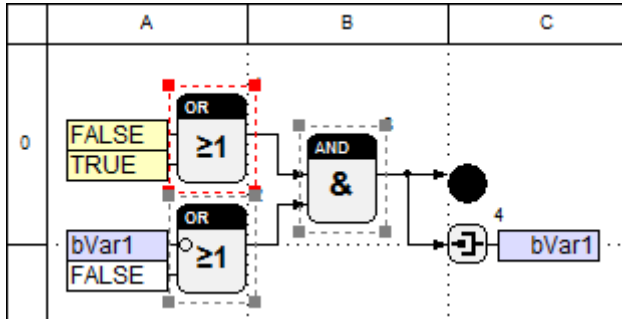 A B C
0
OR
FALSE
TRUE
≥1
AND
&
OR
bVar1
FALSE
≥1
4
bVar1